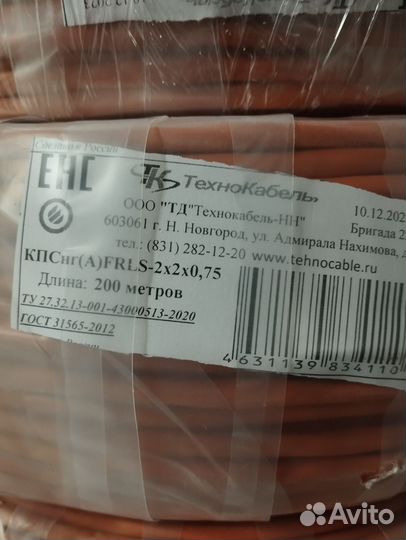 Сделано в России
ЕАС
ТК ТехноКабель
10.12.202
ООО "ТД"Технокабель-НН"
Бригада 2
603061 г. Н. Новгород, ул. Адмирала Нахимова, д
тел.: (831) 282-12-20 www.tehnocable.ru
КПСнг(А)FRLS-2x2x0,75
Длина: 200 метров
ТУ 27.32.13-001-43000513-2020
ГОСТ 31565-2012
4631139834110
Avito